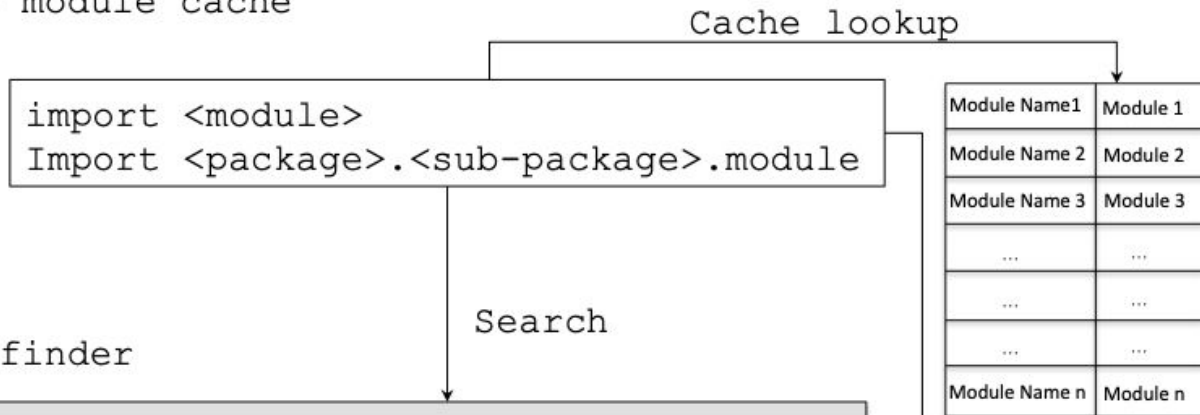 module cache
Cache lookup
import <module>
Import <package>.<sub-package>.module
Module Name1 Module 1
Module Name 2 Module 2
Module Name 3 Module 3
... ...
... ...
... ...
Module Name n Module n
Search
finder